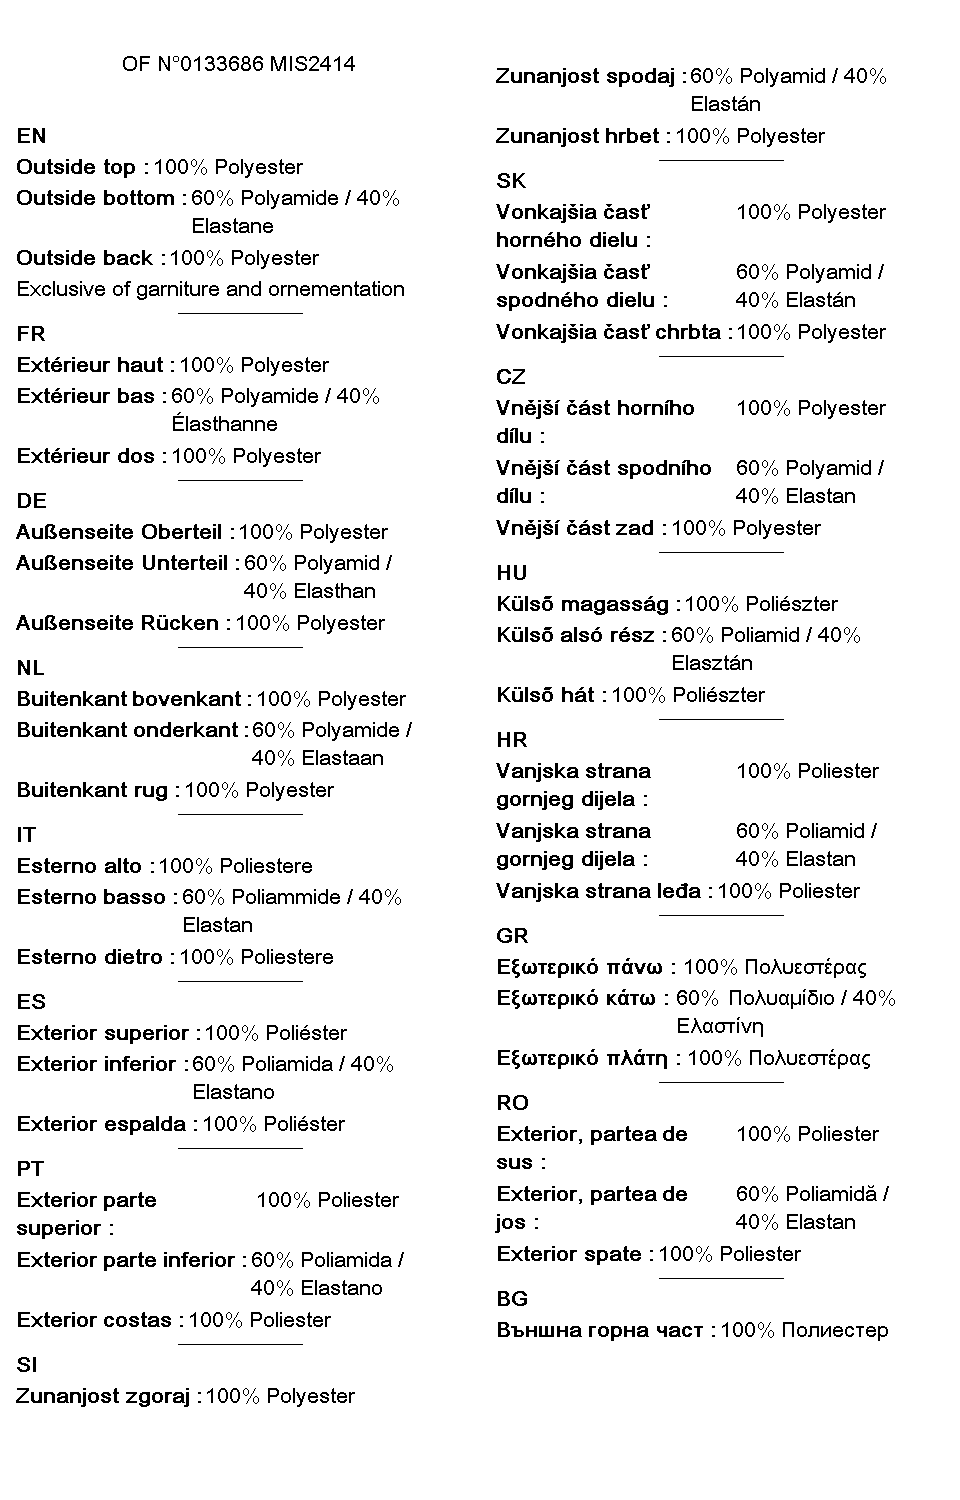 OF N°0133686 MIS2414
EN
Outside top : 100% Polyester
Outside bottom : 60% Polyamide / 40%
Elastane
Outside back : 100% Polyester
Exclusive of garniture and ornementation
FR
Extérieur haut : 100% Polyester
Extérieur bas : 60% Polyamide / 40%
Élasthanne
Extérieur dos : 100% Polyester
DE
Außenseite Oberteil : 100% Polyester
Außenseite Unterteil : 60% Polyamid /
40% Elasthan
Außenseite Rücken : 100% Polyester
NL
Buitenkant bovenkant : 100% Polyester
Buitenkant onderkant : 60% Polyamide /
40% Elastaan
Buitenkant rug : 100% Polyester
IT
Esterno alto : 100% Poliestere
Esterno basso : 60% Poliammide / 40%
Elastan
Esterno dietro : 100% Poliestere
ES
Exterior superior : 100% Poliéster
Exterior inferior : 60% Poliamida / 40%
Elastano
Exterior espalda : 100% Poliéster
PT
Exterior parte 100% Poliester
superior :
Exterior parte inferior : 60% Poliamida /
40% Elastano
Exterior costas : 100% Poliester
SI
Zunanjost zgoraj : 100% Polyester
Zunanjost spodaj : 60% Polyamid / 40%
Elastán
Zunanjost hrbet : 100% Polyester
SK
Vonkajšia časť 100% Polyester
horného dielu :
Vonkajšia časť 60% Polyamid /
spodného dielu : 40% Elastán
Vonkajšia časť chrbta : 100% Polyester
CZ
Vnější část horního 100% Polyester
dílu :
Vnější část spodního 60% Polyamid /
dílu : 40% Elastan
Vnější část zad : 100% Polyester
HU
Külső magasság : 100% Poliészter
Külső alsó rész : 60% Poliamid / 40%
Elasztán
Külső hát : 100% Poliészter
HR
Vanjska strana 100% Poliester
gornjeg dijela :
Vanjska strana 60% Poliamid /
gornjeg dijela : 40% Elastan
Vanjska strana leđa : 100% Poliester
GR
Εξωτερικό πάνω : 100% Πολυεστέρας
Εξωτερικό κάτω : 60% Πολυαμίδιο / 40%
Ελαστίνη
Εξωτερικό πλάτη : 100% Πολυεστέρας
RO
Exterior, partea de 100% Poliester
sus :
Exterior, partea de 60% Poliamidă /
jos : 40% Elastan
Exterior spate : 100% Poliester
BG
Външна горна част : 100% Полиестер